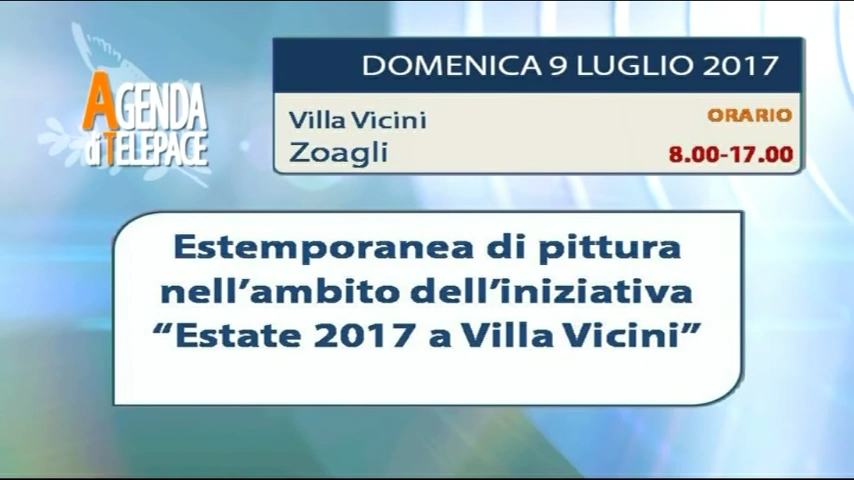 AGENDA
di TELEPACE
DOMENICA 9 LUGLIO 2017
Villa Vicini
ORARIO
Zoagli
8.00-17.00
Estemporanea di pittura
nell’ambito dell’iniziativa
“Estate 2017 a Villa Vicini”